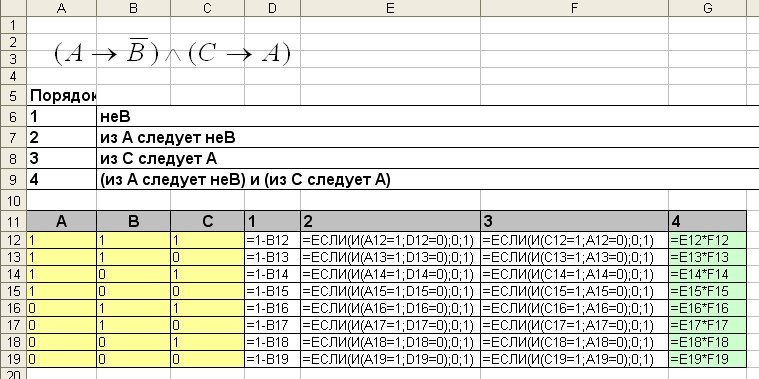 A B C D E F G
1
2
3
(A → B̅) ∧ (C → A)
4
5 Порядок
6 1 неВ
7 2 из А следует неВ
8 3 из С следует А
9 4 (из А следует неВ) и (из С следует А)
10
11 A B C 1 2 3 4
12 1 1 1 =1-B12 =ЕСЛИ(И(A12=1;D12=0);0;1) =ЕСЛИ(И(C12=1;A12=0);0;1) =E12*F12
13 1 1 0 =1-B13 =ЕСЛИ(И(A13=1;D13=0);0;1) =ЕСЛИ(И(C13=1;A13=0);0;1) =E13*F13
14 1 0 1 =1-B14 =ЕСЛИ(И(A14=1;D14=0);0;1) =ЕСЛИ(И(C14=1;A14=0);0;1) =E14*F14
15 1 0 0 =1-B15 =ЕСЛИ(И(A15=1;D15=0);0;1) =ЕСЛИ(И(C15=1;A15=0);0;1) =E15*F15
16 0 1 1 =1-B16 =ЕСЛИ(И(A16=1;D16=0);0;1) =ЕСЛИ(И(C16=1;A16=0);0;1) =E16*F16
17 0 1 0 =1-B17 =ЕСЛИ(И(A17=1;D17=0);0;1) =ЕСЛИ(И(C17=1;A17=0);0;1) =E17*F17
18 0 0 1 =1-B18 =ЕСЛИ(И(A18=1;D18=0);0;1) =ЕСЛИ(И(C18=1;A18=0);0;1) =E18*F18
19 0 0 0 =1-B19 =ЕСЛИ(И(A19=1;D19=0);0;1) =ЕСЛИ(И(C19=1;A19=0);0;1) =E19*F19
20